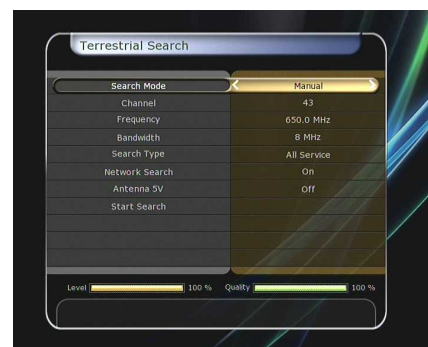 Terrestrial Search
Search Mode Manual
Channel 43
Frequency 650.0 MHz
Bandwidth 8 MHz
Search Type All Service
Network Search On
Antenna 5V Off
Start Search
Level 100 % Quality 100 %